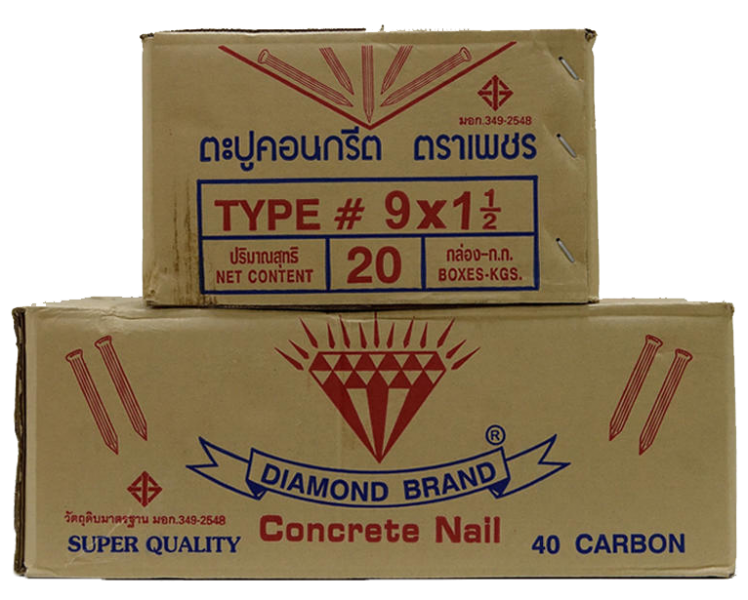 มอก.349-2548
ตะปูคอนกรีต ตราเพชร
TYPE # 9x1 1/2
ปริมาณสุทธิ
NET CONTENT
20
กล่อง-ก.ก.
BOXES-KGS.
®
DIAMOND BRAND
วัตถุดิบมาตรฐาน มอก.349-2548
SUPER QUALITY
Concrete Nail
40 CARBON